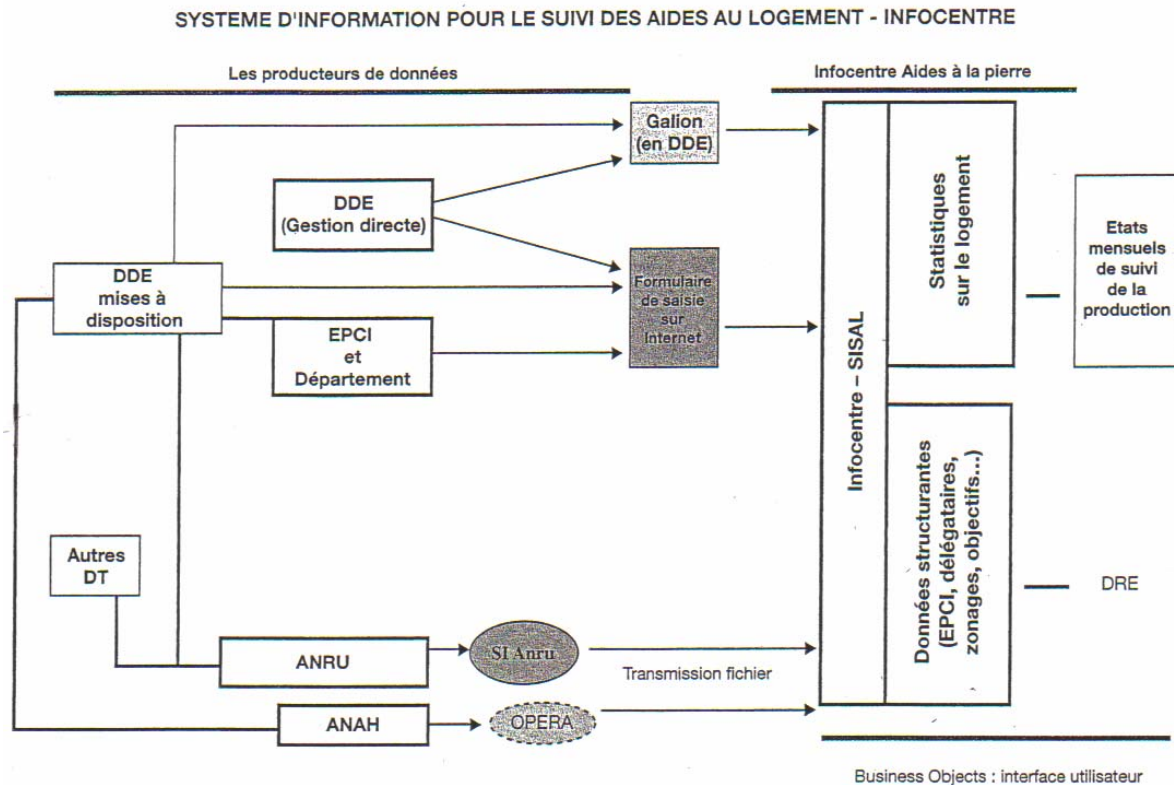 SYSTEME D'INFORMATION POUR LE SUIVI DES AIDES AU LOGEMENT - INFOCENTRE
Les producteurs de données
Infocentre Aides à la pierre
Galion
(en DDE)
DDE
(Gestion directe)
DDE
mises à
disposition
Formulaire
de saisie
sur
Internet
EPCI
et
Département
Infocentre – SISAL
Statistiques
sur le logement
Etats
mensuels
de suivi
de la
production
Données structurantes
(EPCI, délégataires,
zonages, objectifs...)
DRE
Autres
DT
ANRU
SI Anru
Transmission fichier
ANAH
OPERA
Business Objects : interface utilisateur